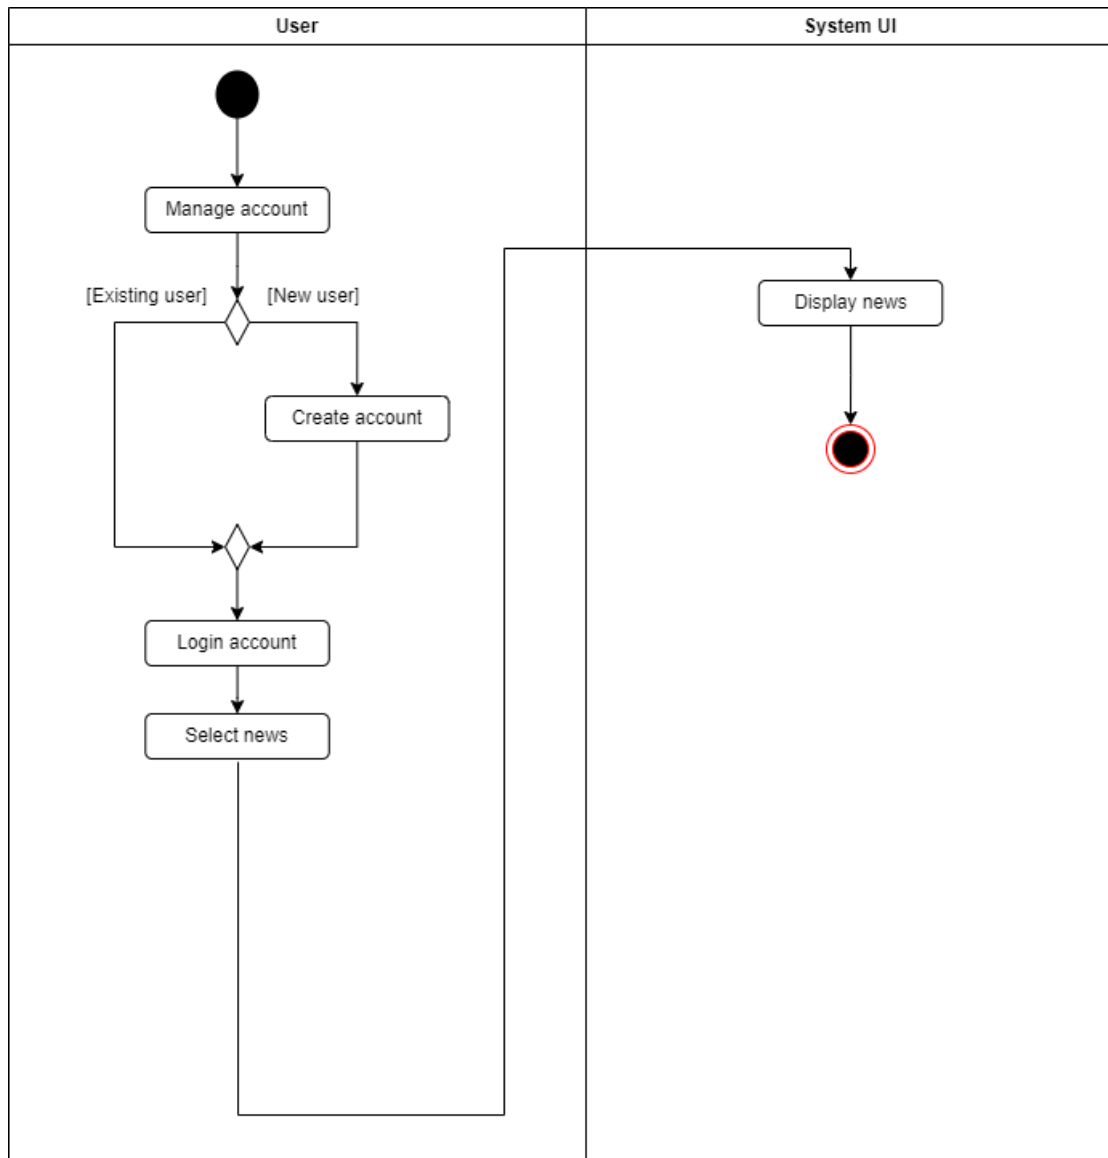 User
System UI
Manage account
[Existing user]
[New user]
Display news
Create account
Login account
Select news